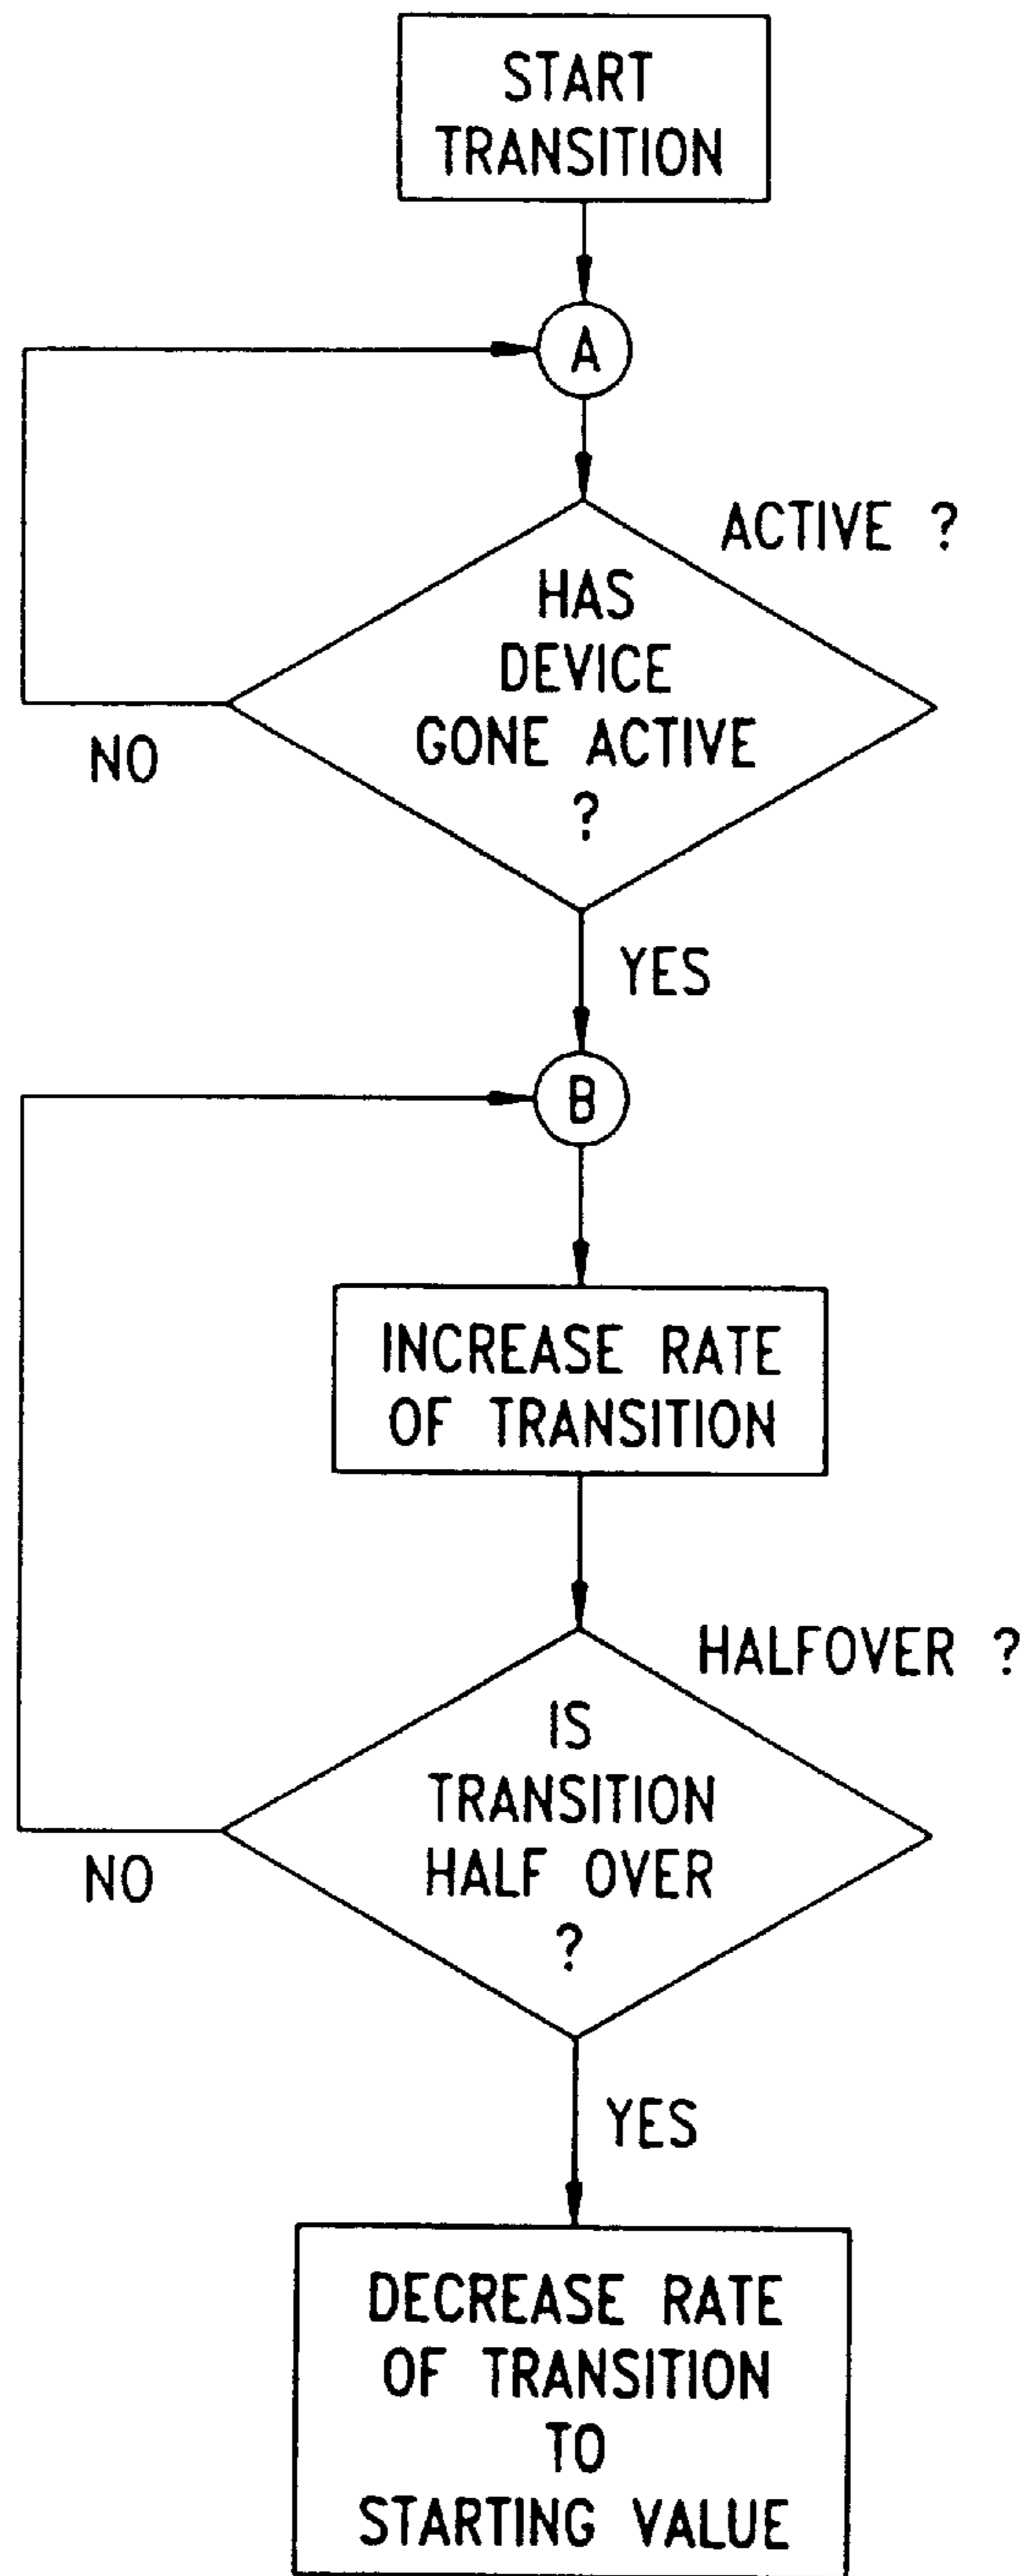 START
TRANSITION
A
ACTIVE ?
HAS
DEVICE
GONE ACTIVE
?
NO
YES
B
INCREASE RATE
OF TRANSITION
HALFOVER ?
IS
TRANSITION
HALF OVER
?
NO
YES
DECREASE RATE
OF TRANSITION
TO
STARTING VALUE